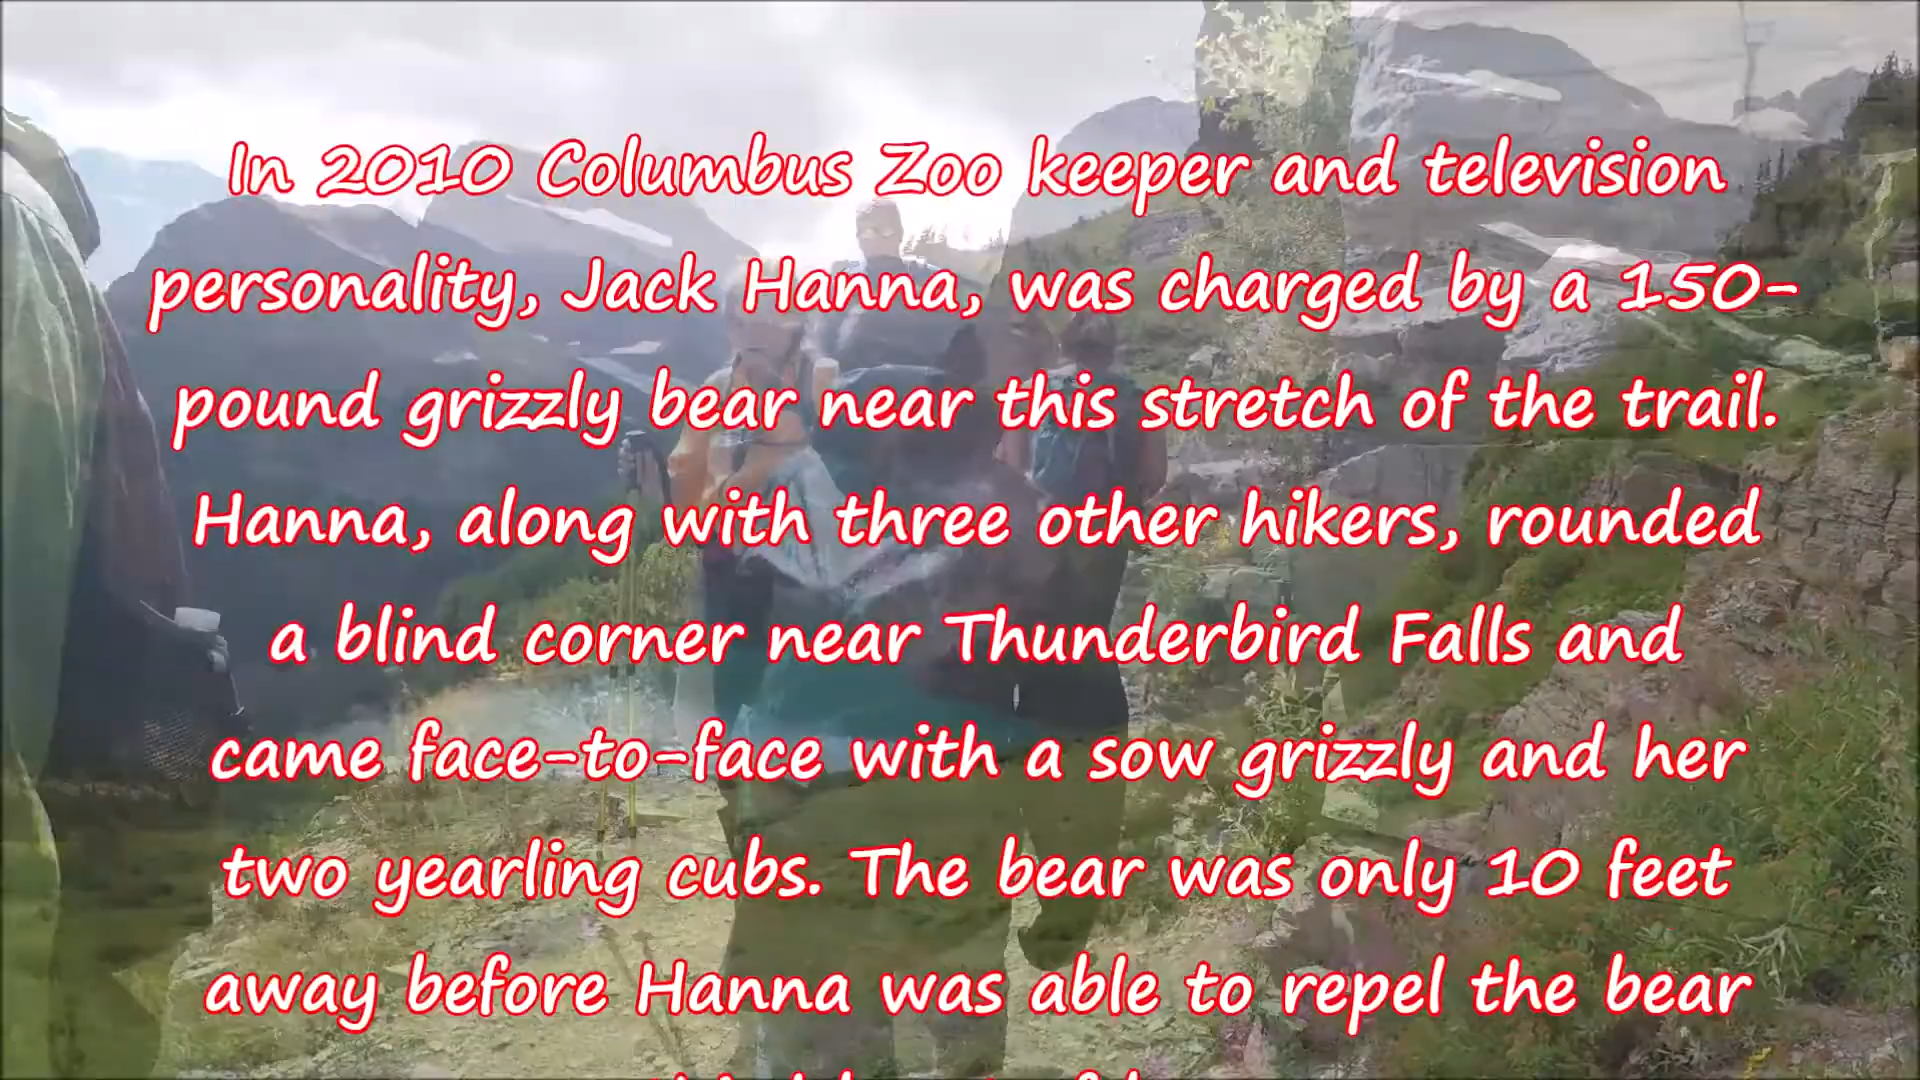 In 2010 Columbus Zoo keeper and television
personality, Jack Hanna, was charged by a 150-
pound grizzly bear near this stretch of the trail.
Hanna, along with three other hikers, rounded
a blind corner near Thunderbird Falls and
came face-to-face with a sow grizzly and her
two yearling cubs. The bear was only 10 feet
away before Hanna was able to repel the bear